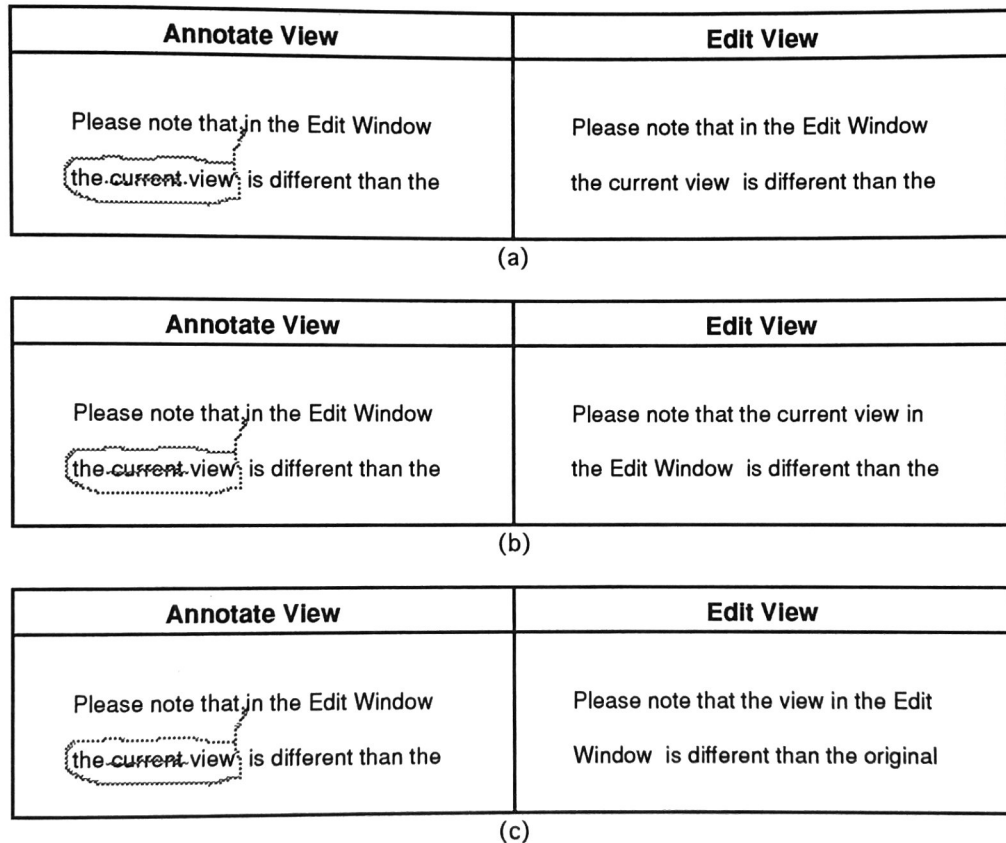 Annotate View Edit View
Please note that in the Edit Window Please note that in the Edit Window
the current view is different than the the current view is different than the
(a)
Annotate View Edit View
Please note that in the Edit Window Please note that the current view in
the current view is different than the the Edit Window is different than the
(b)
Annotate View Edit View
Please note that in the Edit Window Please note that the view in the Edit
the current view is different than the Window is different than the original
(c)